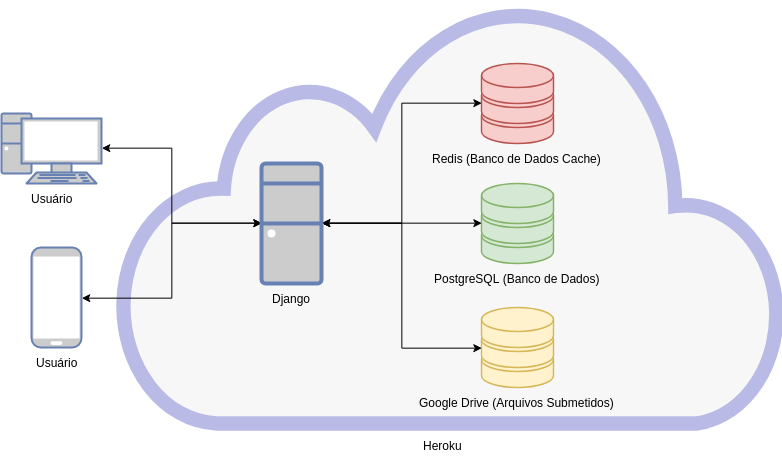 Redis (Banco de Dados Cache)
Usuário
PostgreSQL (Banco de Dados)
Django
Usuário
Google Drive (Arquivos Submetidos)
Heroku